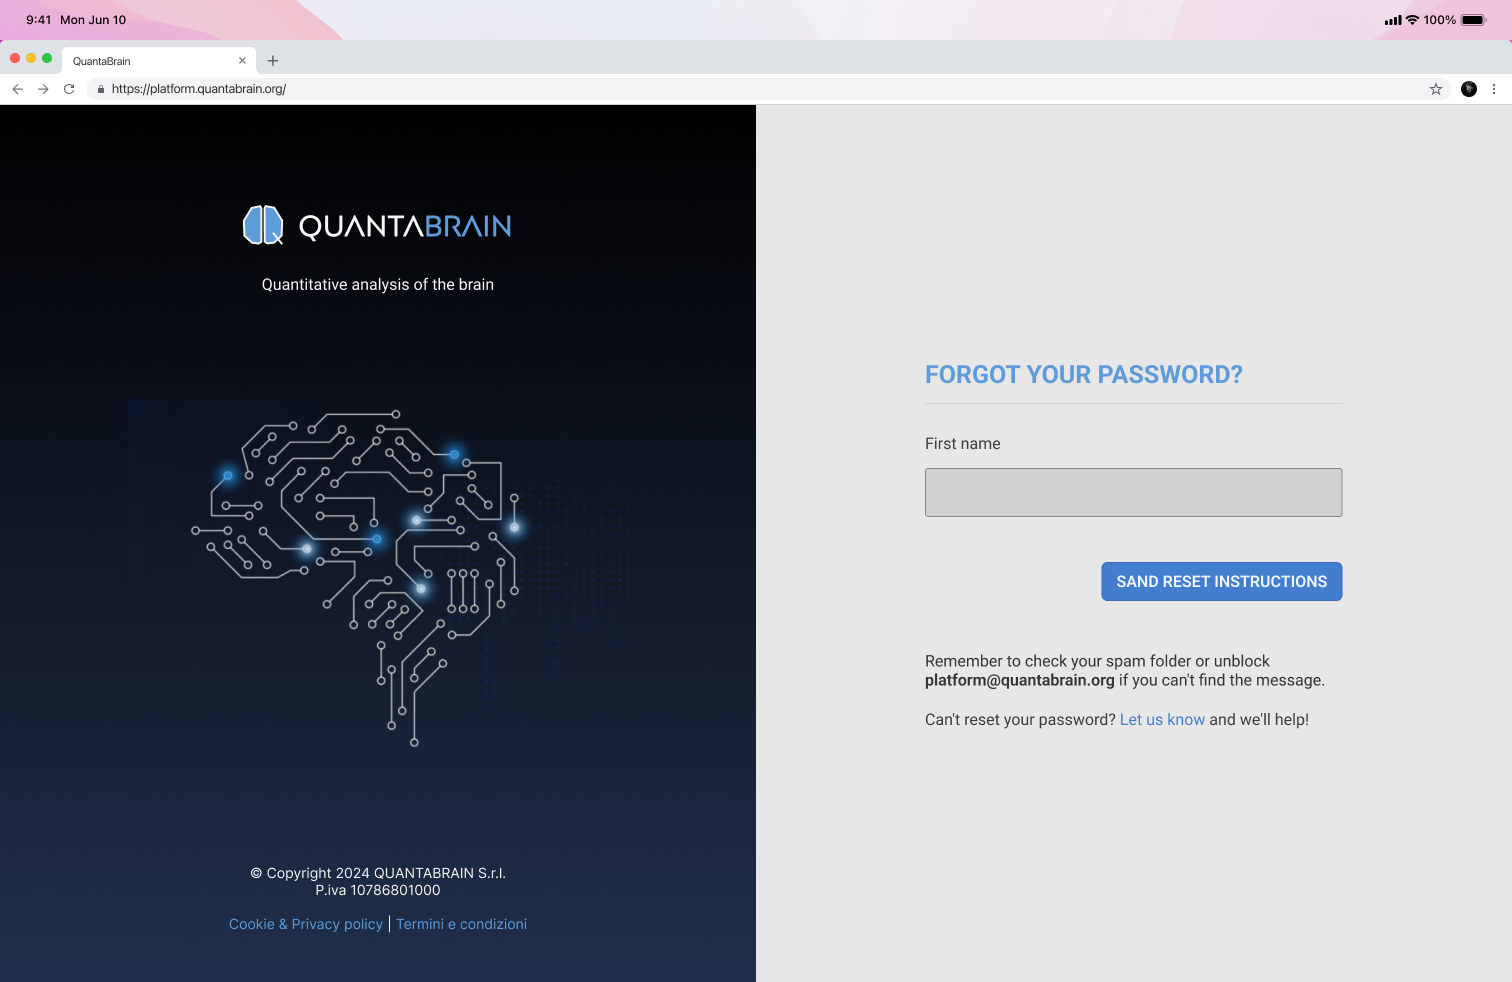 9:41 Mon Jun 10
100%
QuantaBrain
https://platform.quantabrain.org/
QUANTABRAIN
Quantitative analysis of the brain
© Copyright 2024 QUANTABRAIN S.r.l.
P.iva 10786801000
Cookie & Privacy policy | Termini e condizioni
FORGOT YOUR PASSWORD?
First name
SAND RESET INSTRUCTIONS
Remember to check your spam folder or unblock
platform@quantabrain.org if you can't find the message.
Can't reset your password? Let us know and we'll help!